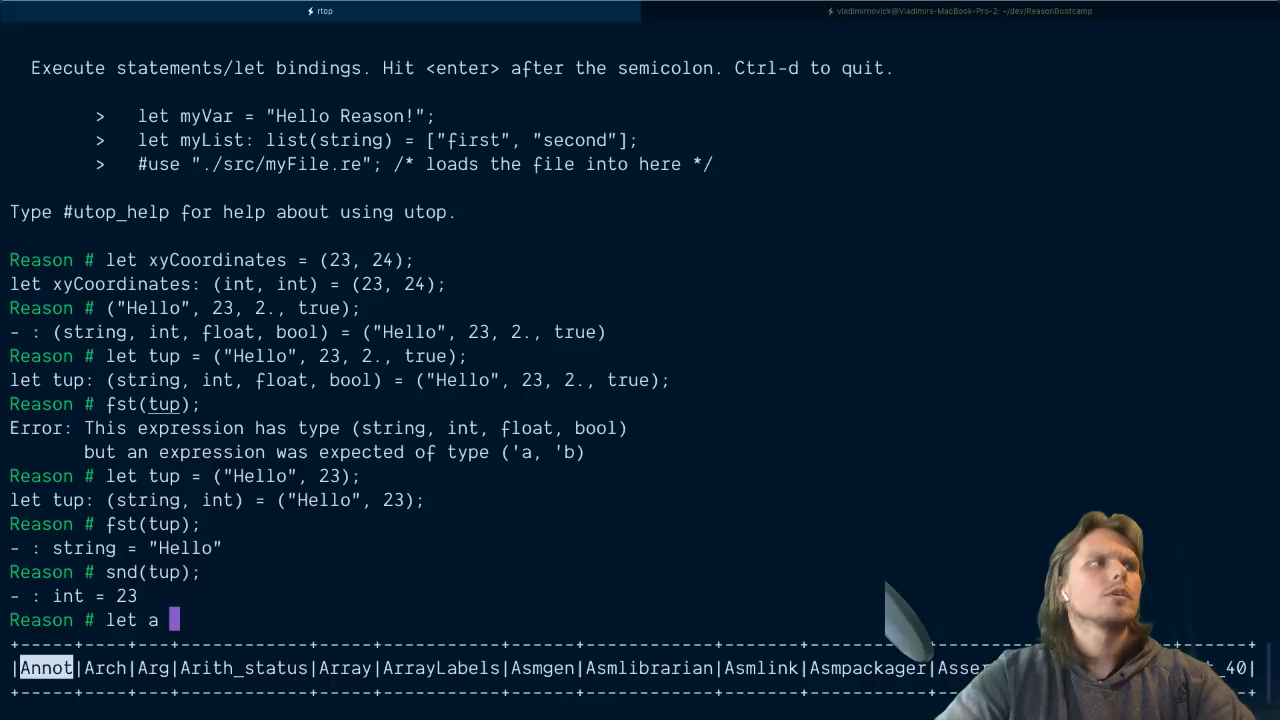 ⚡ rtop
⚡ vladimirnovick@Vladimirs-MacBook-Pro-2: ~/dev/ReasonBootcamp
Execute statements/let bindings. Hit <enter> after the semicolon. Ctrl-d to quit.
>   let myVar = "Hello Reason!";
>   let myList: list(string) = ["first", "second"];
>   #use "./src/myFile.re"; /* loads the file into here */
Type #utop_help for help about using utop.
Reason # let xyCoordinates = (23, 24);
let xyCoordinates: (int, int) = (23, 24);
Reason # ("Hello", 23, 2., true);
- : (string, int, float, bool) = ("Hello", 23, 2., true)
Reason # let tup = ("Hello", 23, 2., true);
let tup: (string, int, float, bool) = ("Hello", 23, 2., true);
Reason # fst(tup);
Error: This expression has type (string, int, float, bool)
but an expression was expected of type ('a, 'b)
Reason # let tup = ("Hello", 23);
let tup: (string, int) = ("Hello", 23);
Reason # fst(tup);
- : string = "Hello"
Reason # snd(tup);
- : int = 23
Reason # let a
|Annot|Arch|Arg|Arith_status|Array|ArrayLabels|Asmgen|Asmlibrarian|Asmlink|Asmpackager|